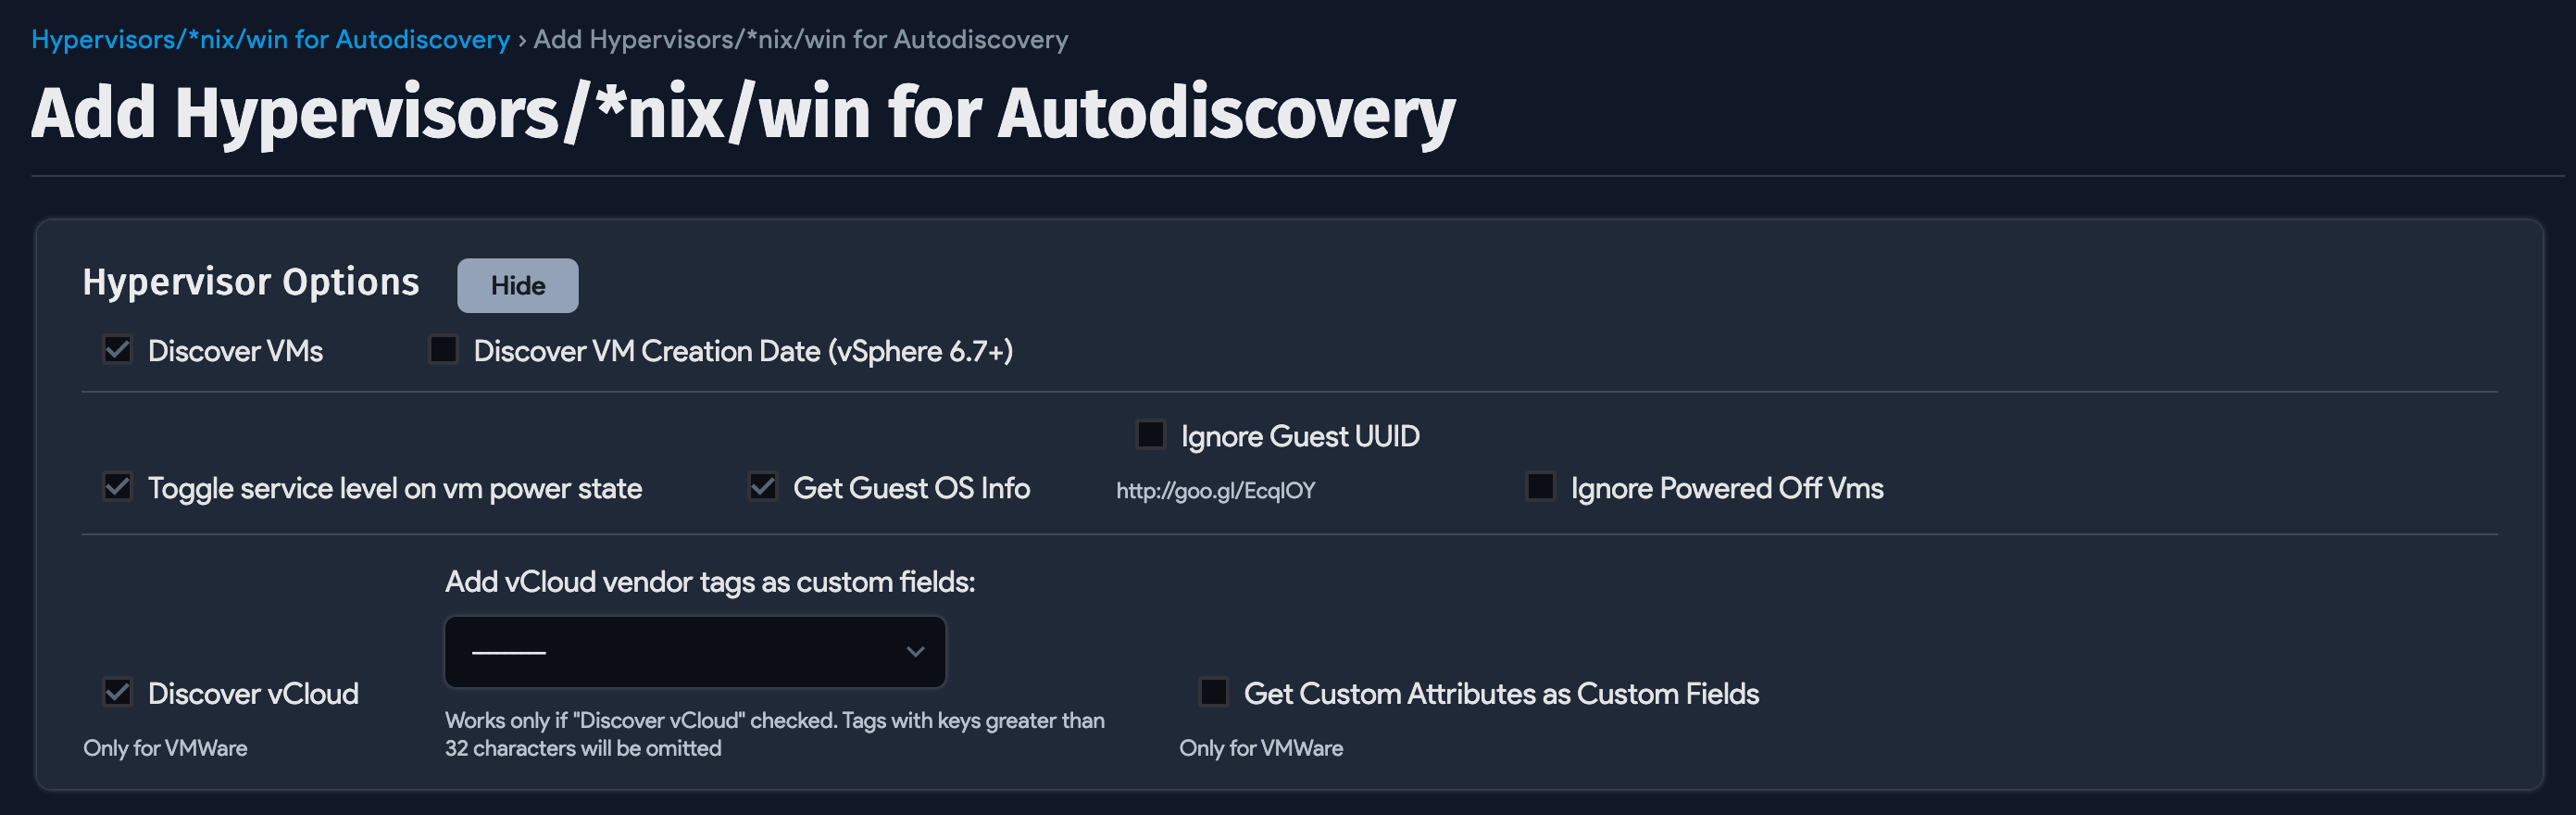 Hypervisors/*nix/win for Autodiscovery › Add Hypervisors/*nix/win for Autodiscovery
Add Hypervisors/*nix/win for Autodiscovery
Hypervisor Options
Hide
Discover VMs
Discover VM Creation Date (vSphere 6.7+)
Toggle service level on vm power state
Get Guest OS Info
Ignore Guest UUID
http://goo.gl/EcqlOY
Ignore Powered Off Vms
Discover vCloud
Only for VMWare
Add vCloud vendor tags as custom fields:
Works only if "Discover vCloud" checked. Tags with keys greater than
32 characters will be omitted
Get Custom Attributes as Custom Fields
Only for VMWare